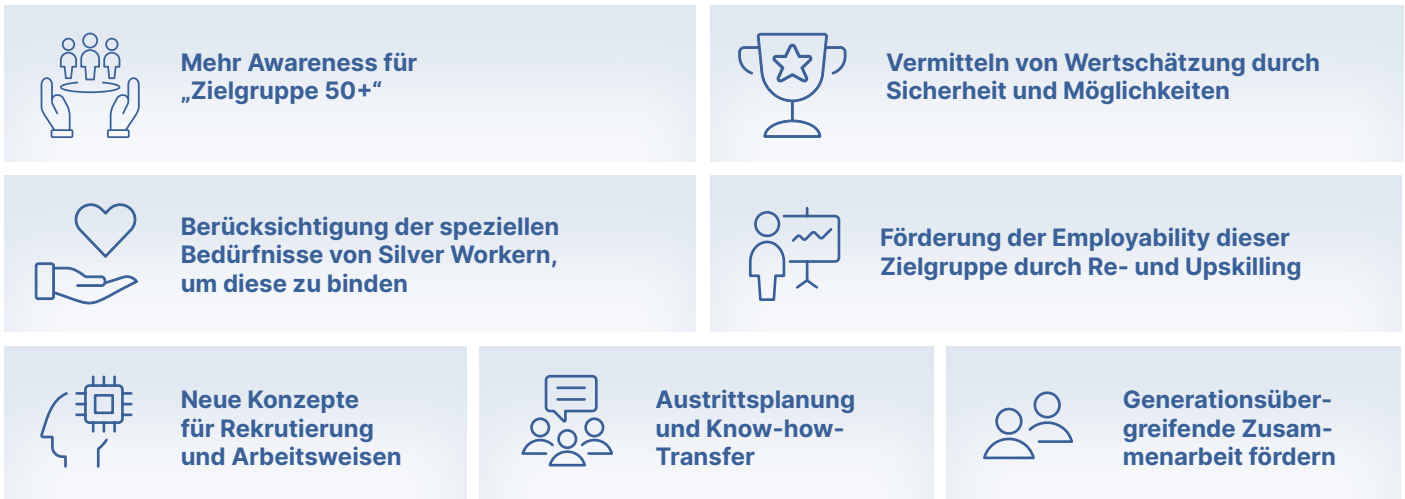 Mehr Awareness für
„Zielgruppe 50+“
Vermitteln von Wertschätzung durch
Sicherheit und Möglichkeiten
Berücksichtigung der speziellen
Bedürfnisse von Silver Workern,
um diese zu binden
Förderung der Employability dieser
Zielgruppe durch Re- und Upskilling
Neue Konzepte
für Rekrutierung
und Arbeitsweisen
Austrittsplanung
und Know-how-
Transfer
Generationsüber-
greifende Zusam-
menarbeit fördern